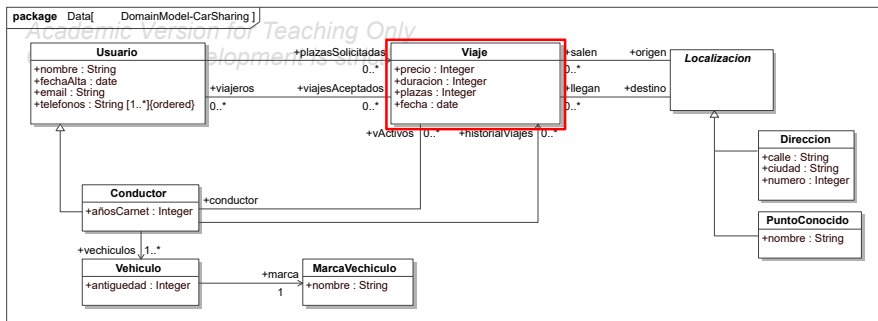 package Data[ DomainModel-CarSharing ]
Academic Version for Teaching Only
Usuario
+nombre : String
+fechaAlta : date
+email : String
+telefonos : String [1..*]{ordered}
+plazasSolicitadas
0..*
+viajeros
0..*
+viajesAceptados
0..*
Viaje
+precio : Integer
+duracion : Integer
+plazas : Integer
+fecha : date
+salen
0..*
+origen
+llegan
0..*
+destino
Localizacion
+vActivos
0..*
+historialViajes
0..*
Direccion
+calle : String
+ciudad : String
+numero : Integer
Conductor
+añosCarnet : Integer
+conductor
PuntoConocido
+nombre : String
+vechiculos
1..*
Vehiculo
+antiguedad : Integer
+marca
1
MarcaVechiculo
+nombre : String